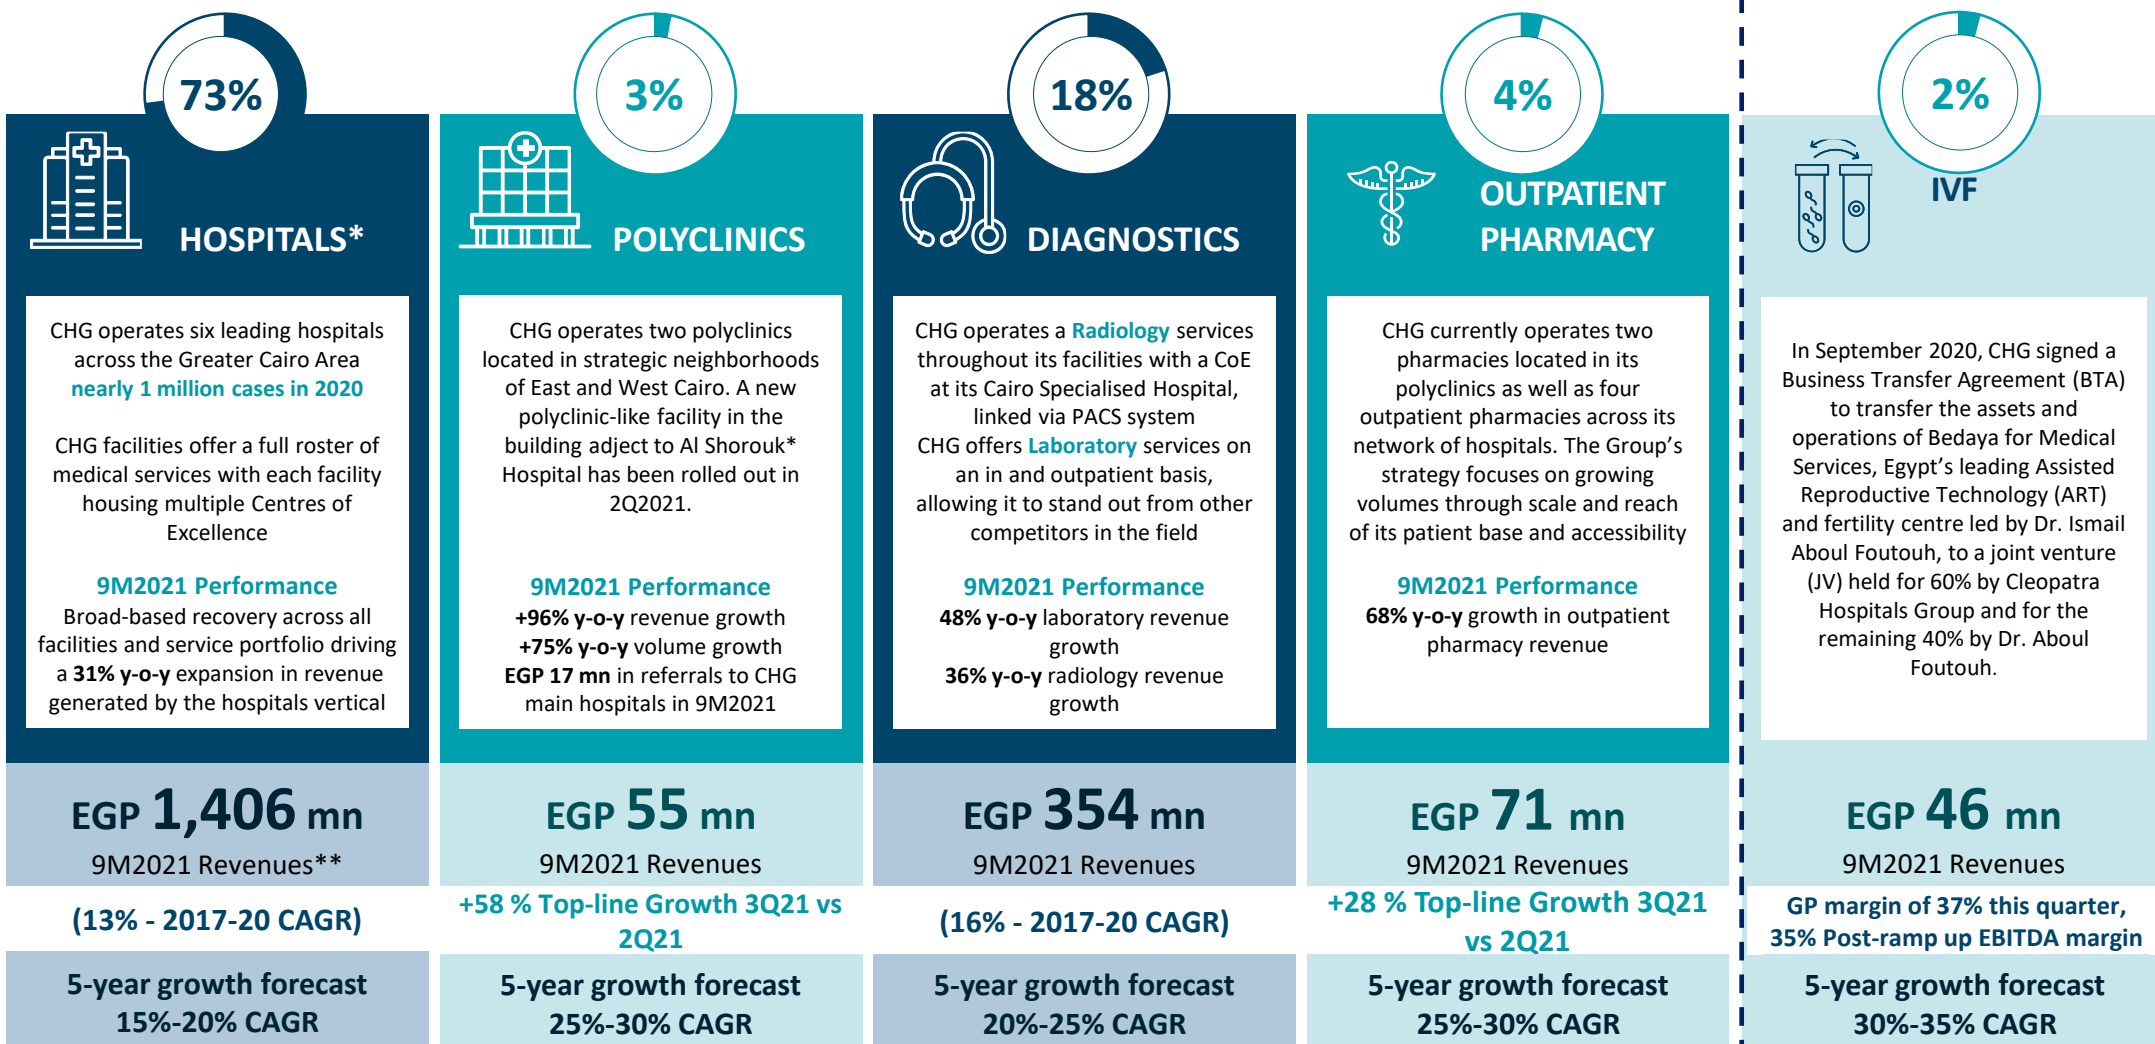 73%
HOSPITALS*
CHG operates six leading hospitals
across the Greater Cairo Area
nearly 1 million cases in 2020
CHG facilities offer a full roster of
medical services with each facility
housing multiple Centres of
Excellence
9M2021 Performance
Broad-based recovery across all
facilities and service portfolio driving
a 31% y-o-y expansion in revenue
generated by the hospitals vertical
EGP 1,406 mn
9M2021 Revenues**
(13% - 2017-20 CAGR)
5-year growth forecast
15%-20% CAGR
3%
POLYCLINICS
CHG operates two polyclinics
located in strategic neighborhoods
of East and West Cairo. A new
polyclinic-like facility in the
building adject to Al Shorouk*
Hospital has been rolled out in
2Q2021.
9M2021 Performance
+96% y-o-y revenue growth
+75% y-o-y volume growth
EGP 17 mn in referrals to CHG
main hospitals in 9M2021
EGP 55 mn
9M2021 Revenues
+58 % Top-line Growth 3Q21 vs
2Q21
5-year growth forecast
25%-30% CAGR
18%
DIAGNOSTICS
CHG operates a Radiology services
throughout its facilities with a CoE
at its Cairo Specialised Hospital,
linked via PACS system
CHG offers Laboratory services on
an in and outpatient basis,
allowing it to stand out from other
competitors in the field
9M2021 Performance
48% y-o-y laboratory revenue
growth
36% y-o-y radiology revenue
growth
EGP 354 mn
9M2021 Revenues
(16% - 2017-20 CAGR)
5-year growth forecast
20%-25% CAGR
4%
OUTPATIENT
PHARMACY
CHG currently operates two
pharmacies located in its
polyclinics as well as four
outpatient pharmacies across its
network of hospitals. The Group's
strategy focuses on growing
volumes through scale and reach
of its patient base and accessibility
9M2021 Performance
68% y-o-y growth in outpatient
pharmacy revenue
EGP 71 mn
9M2021 Revenues
+28 % Top-line Growth 3Q21
vs 2Q21
5-year growth forecast
25%-30% CAGR
2%
IVF
In September 2020, CHG signed a
Business Transfer Agreement (BTA)
to transfer the assets and
operations of Bedaya for Medical
Services, Egypt's leading Assisted
Reproductive Technology (ART)
and fertility centre led by Dr. Ismail
Aboul Foutouh, to a joint venture
(JV) held for 60% by Cleopatra
Hospitals Group and for the
remaining 40% by Dr. Aboul
Foutouh.
EGP 46 mn
9M2021 Revenues
GP margin of 37% this quarter,
35% Post-ramp up EBITDA margin
5-year growth forecast
30%-35% CAGR